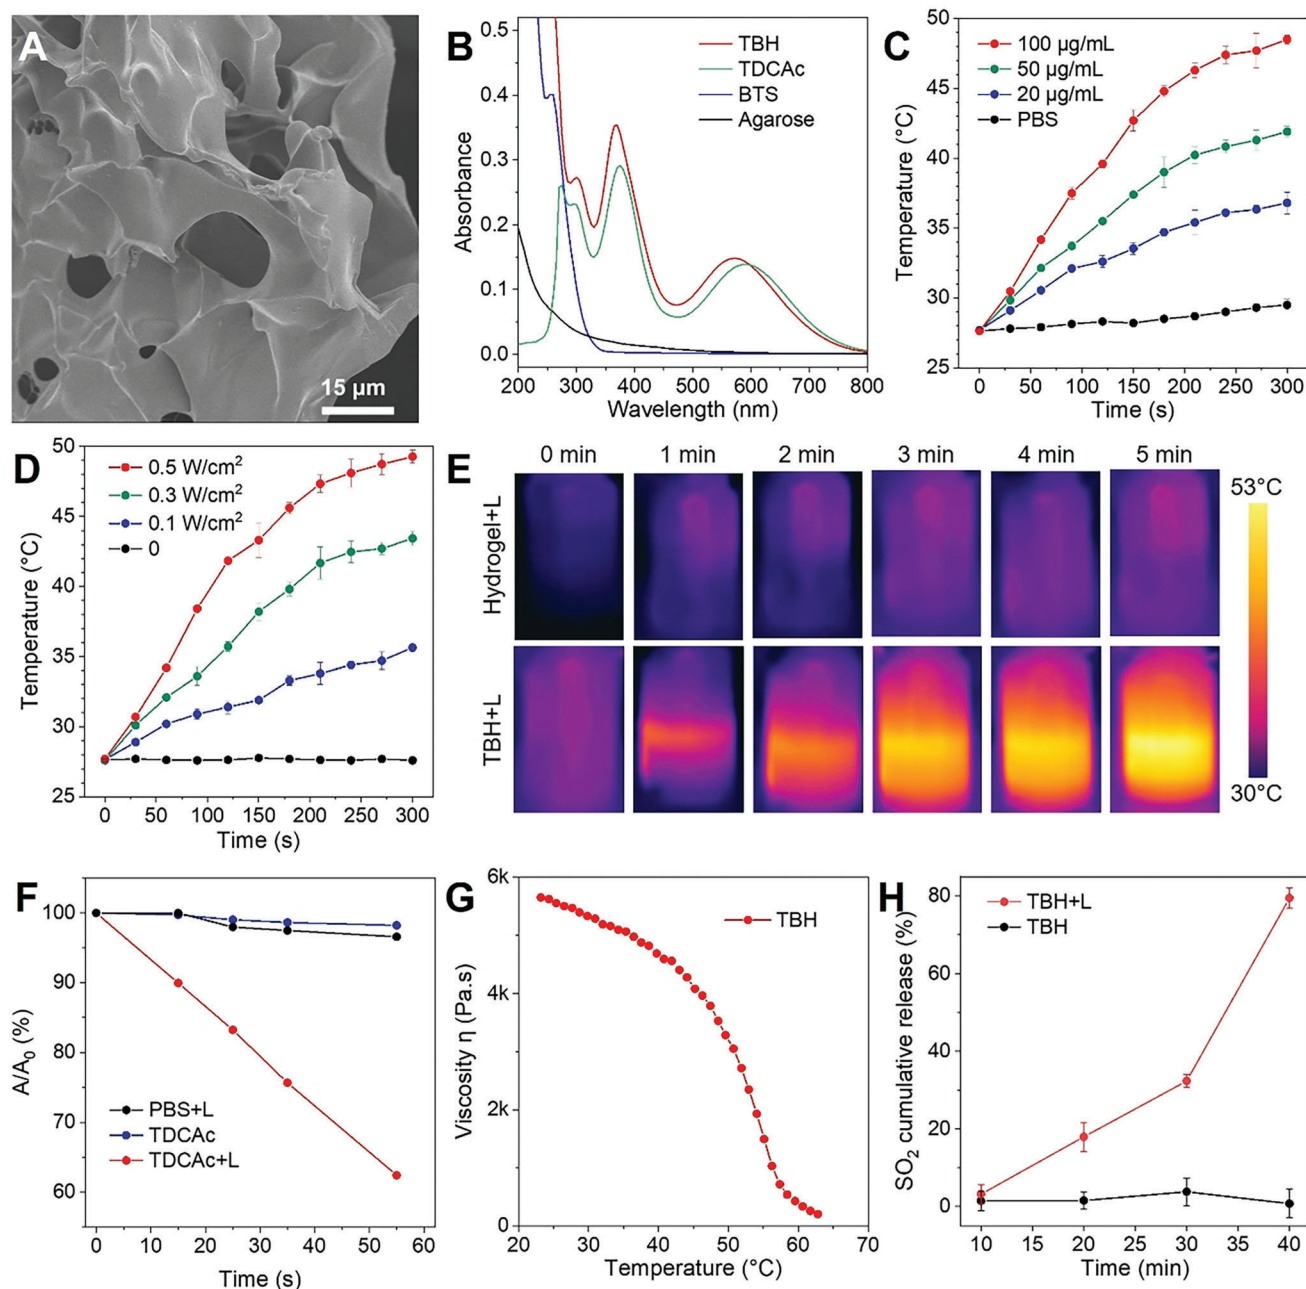 A
15 µm
B
0.5
0.4
0.3
0.2
0.1
0.0
Absorbance
TBH
TDCAc
BTS
Agarose
200 300 400 500 600 700 800
Wavelength (nm)
C
50
45
40
35
30
25
Temperature (°C)
100 µg/mL
50 µg/mL
20 µg/mL
PBS
0 50 100 150 200 250 300
Time (s)
D
50
45
40
35
30
25
Temperature (°C)
0.5 W/cm²
0.3 W/cm²
0.1 W/cm²
0
0 50 100 150 200 250 300
Time (s)
E
0 min 1 min 2 min 3 min 4 min 5 min
Hydrogel+L
TBH+L
53°C
30°C
F
100
90
80
70
60
A/A₀ (%)
PBS+L
TDCAc
TDCAc+L
0 10 20 30 40 50 60
Time (s)
G
6k
4k
2k
0
Viscosity η (Pa.s)
TBH
20 30 40 50 60 70
Temperature (°C)
H
80
60
40
20
0
SO₂ cumulative release (%)
TBH+L
TBH
10 15 20 25 30 35 40
Time (min)